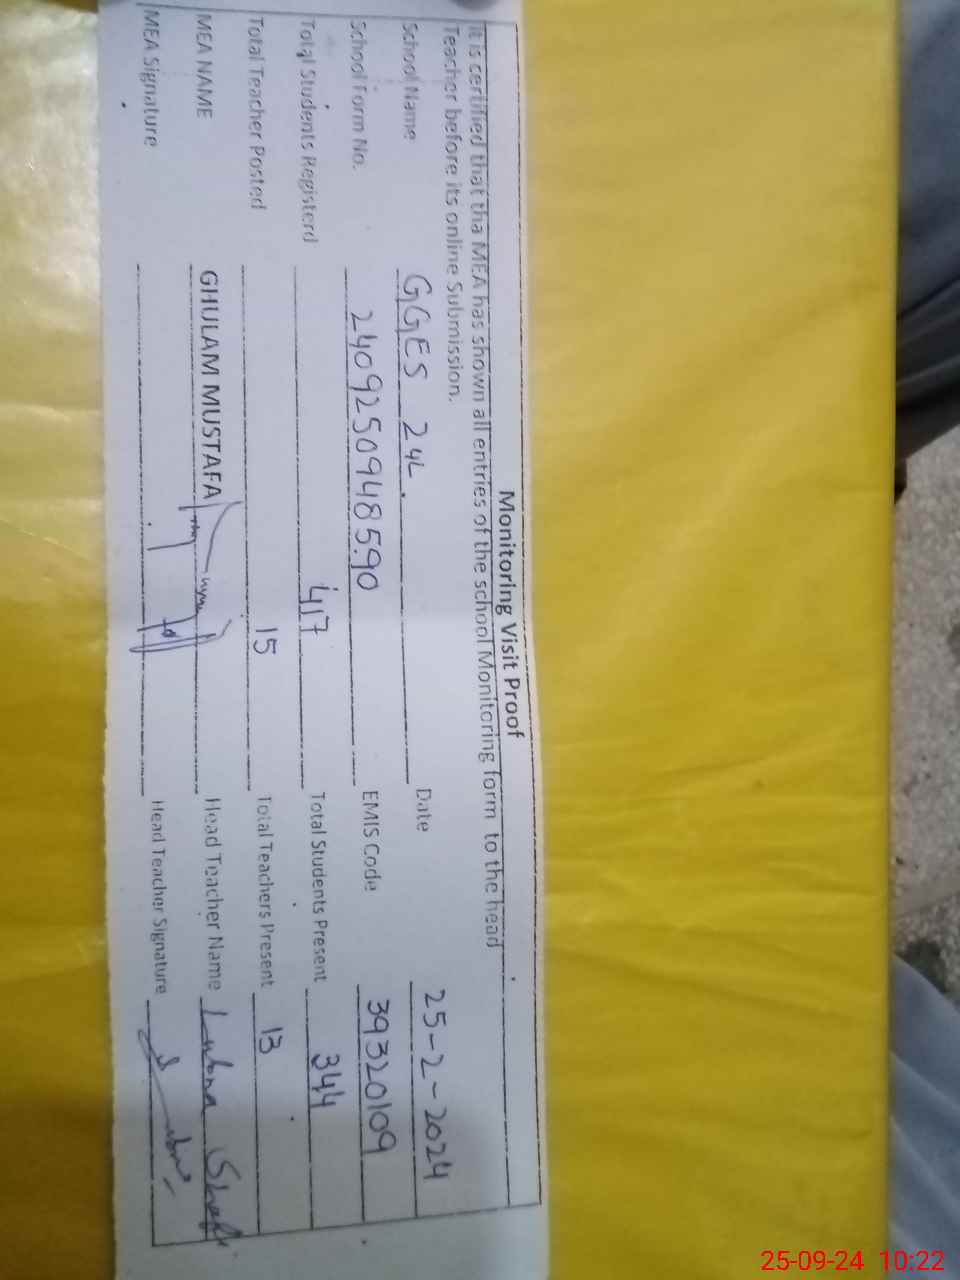 Monitoring Visit Proof
It is certified that tha MEA has shown all entries of the school Monitoring form to the head
Teacher before its online Submission.
School Name GGES 24L Date 25-2-2024
School Form No. 2409250948590 EMIS Code 39320109
Total Students Registerd 417 Total Students Present 344
Total Teacher Posted 15 Total Teachers Present 13
MEA NAME GHULAM MUSTAFA Head Teacher Name Lubna Shafi
MEA Signature Head Teacher Signature
25-09-24 10:22